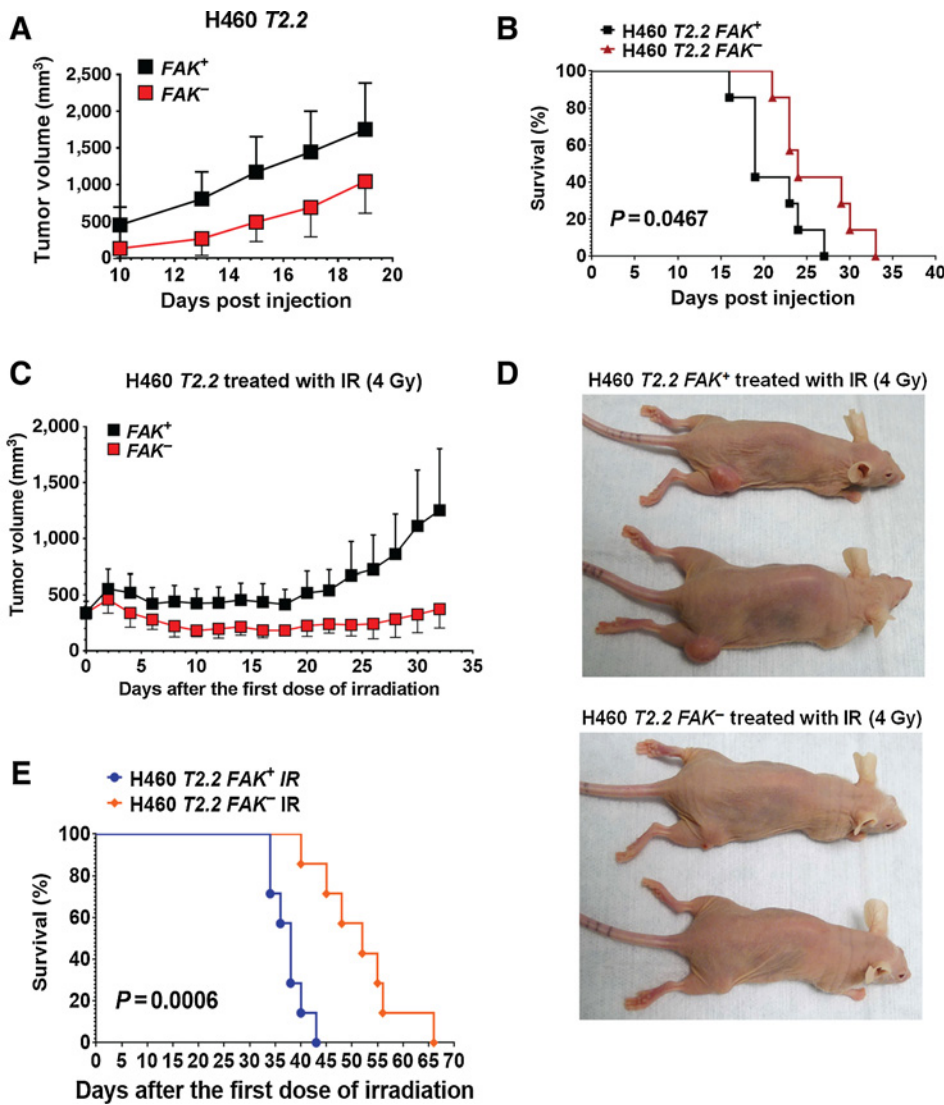 A
H460 T2.2
FAK⁺
FAK⁻
Tumor volume (mm³)
2,500
2,000
1,500
1,000
500
0
10 12 14 16 18 20
Days post injection
B
H460 T2.2 FAK⁺
H460 T2.2 FAK⁻
Survival (%)
100
80
60
40
20
0
P = 0.0467
0 5 10 15 20 25 30 35 40
Days post injection
C
H460 T2.2 treated with IR (4 Gy)
FAK⁺
FAK⁻
Tumor volume (mm³)
2,000
1,500
1,000
500
0
0 5 10 15 20 25 30 35
Days after the first dose of irradiation
D
H460 T2.2 FAK⁺ treated with IR (4 Gy)
H460 T2.2 FAK⁻ treated with IR (4 Gy)
E
H460 T2.2 FAK⁺ IR
H460 T2.2 FAK⁻ IR
Survival (%)
100
80
60
40
20
0
P = 0.0006
0 5 10 15 20 25 30 35 40 45 50 55 60 65 70
Days after the first dose of irradiation